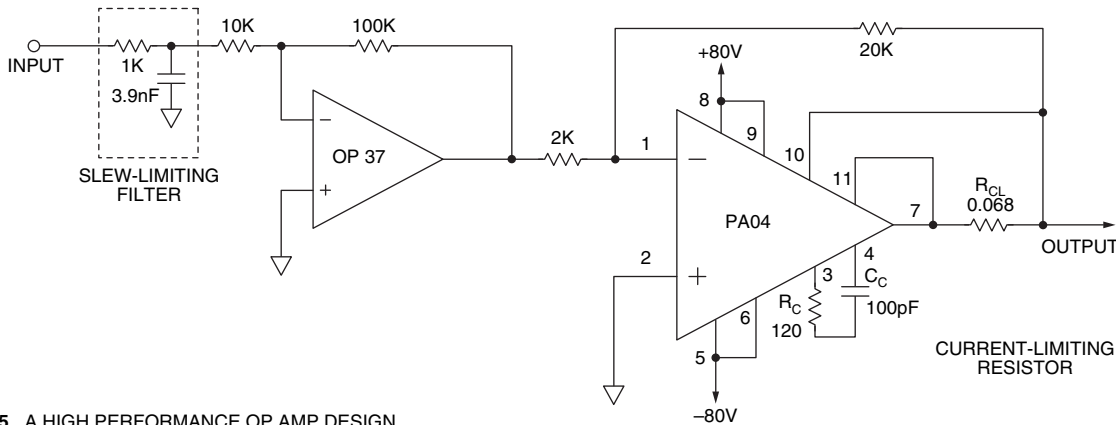 INPUT
1K
3.9nF
SLEW-LIMITING
FILTER
10K
100K
OP 37
−
+
2K
20K
+80V
8
9
10
11
1
−
PA04
2
+
7
R_CL
0.068
OUTPUT
3
4
R_C
120
C_C
100pF
6
5
−80V
CURRENT-LIMITING
RESISTOR
5. A HIGH PERFORMANCE OP AMP DESIGN